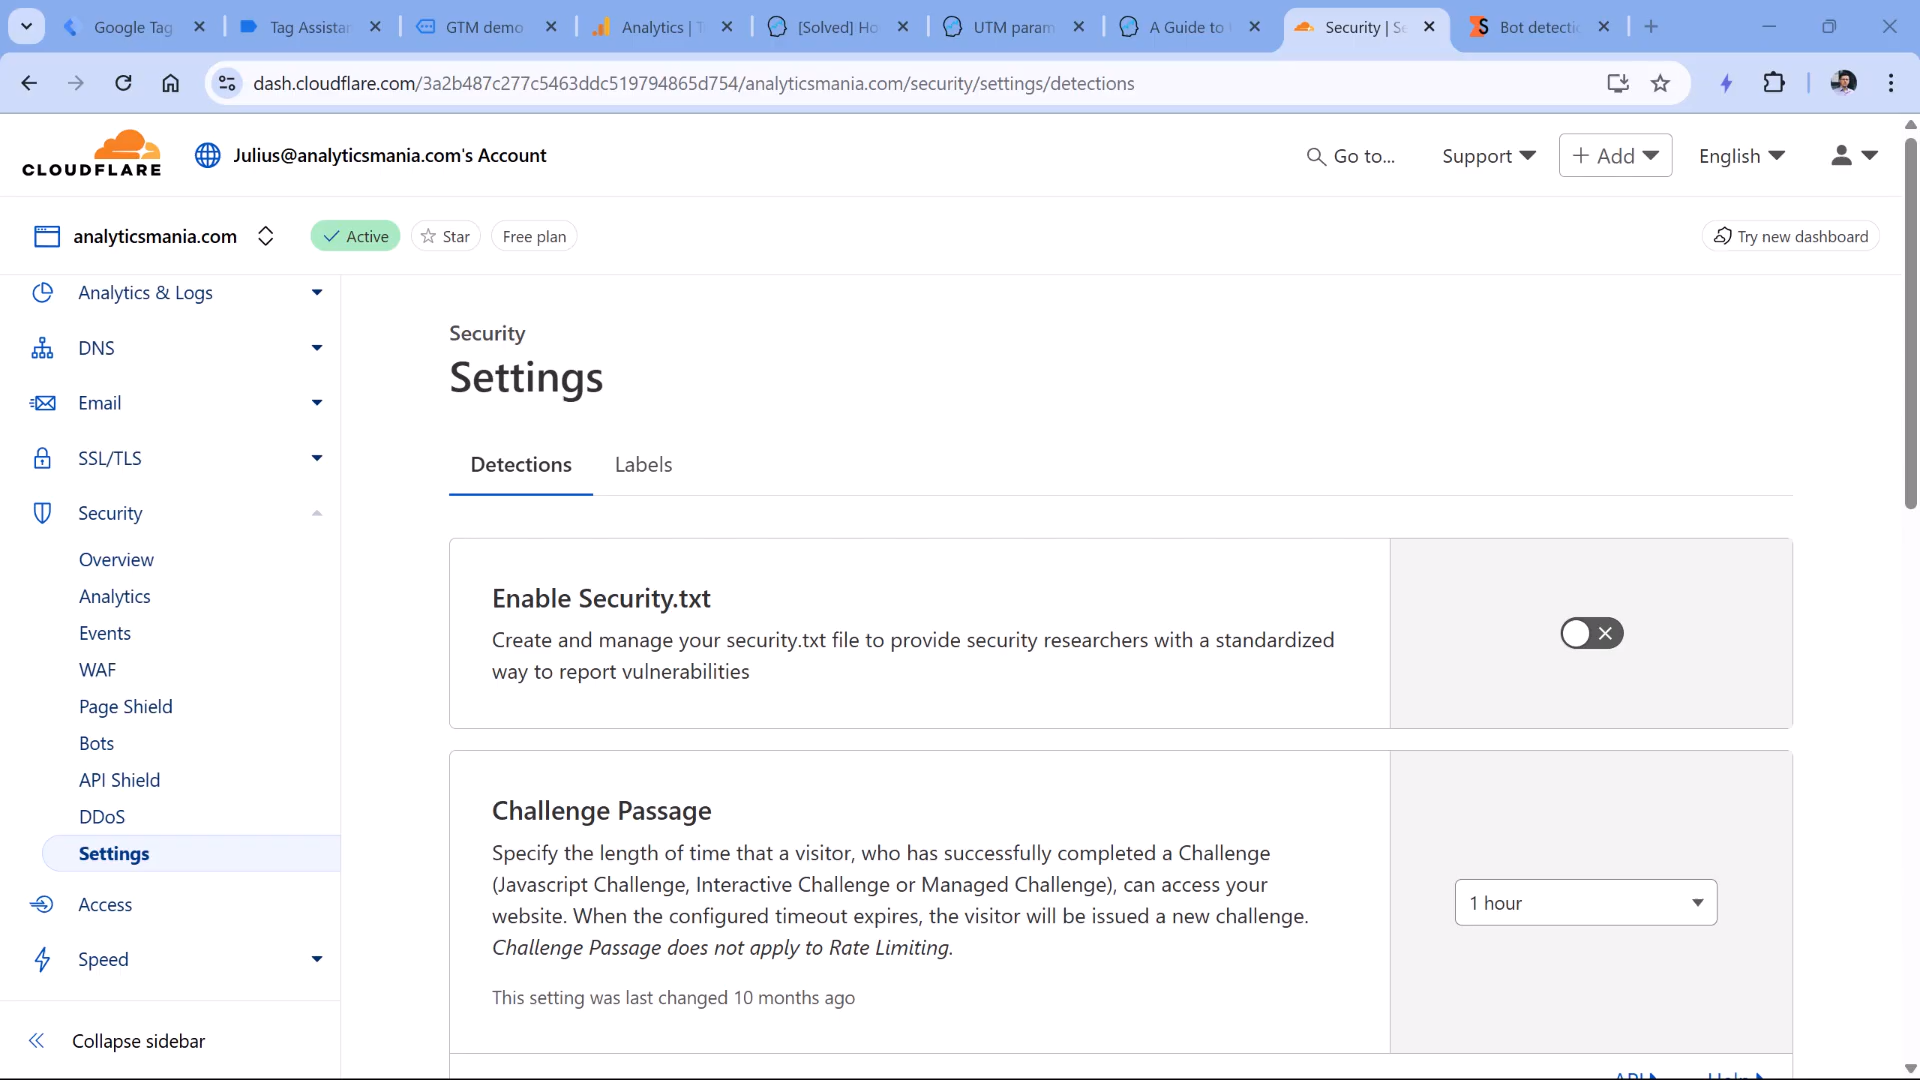 Google Tag
Tag Assistan
GTM demo
Analytics | T
[Solved] Ho
UTM param
A Guide to
Security | Se
Bot detectio
dash.cloudflare.com/3a2b487c277c5463ddc519794865d754/analyticsmania.com/security/settings/detections
CLOUDFLARE
Julius@analyticsmania.com's Account
Go to...
Support
+ Add
English
analyticsmania.com
Active
Star
Free plan
Try new dashboard
Analytics & Logs
DNS
Email
SSL/TLS
Security
Overview
Analytics
Events
WAF
Page Shield
Bots
API Shield
DDoS
Settings
Access
Speed
Collapse sidebar
Security
Settings
Detections
Labels
Enable Security.txt
Create and manage your security.txt file to provide security researchers with a standardized
way to report vulnerabilities
Challenge Passage
Specify the length of time that a visitor, who has successfully completed a Challenge
(Javascript Challenge, Interactive Challenge or Managed Challenge), can access your
website. When the configured timeout expires, the visitor will be issued a new challenge.
Challenge Passage does not apply to Rate Limiting.
1 hour
This setting was last changed 10 months ago
API
Help